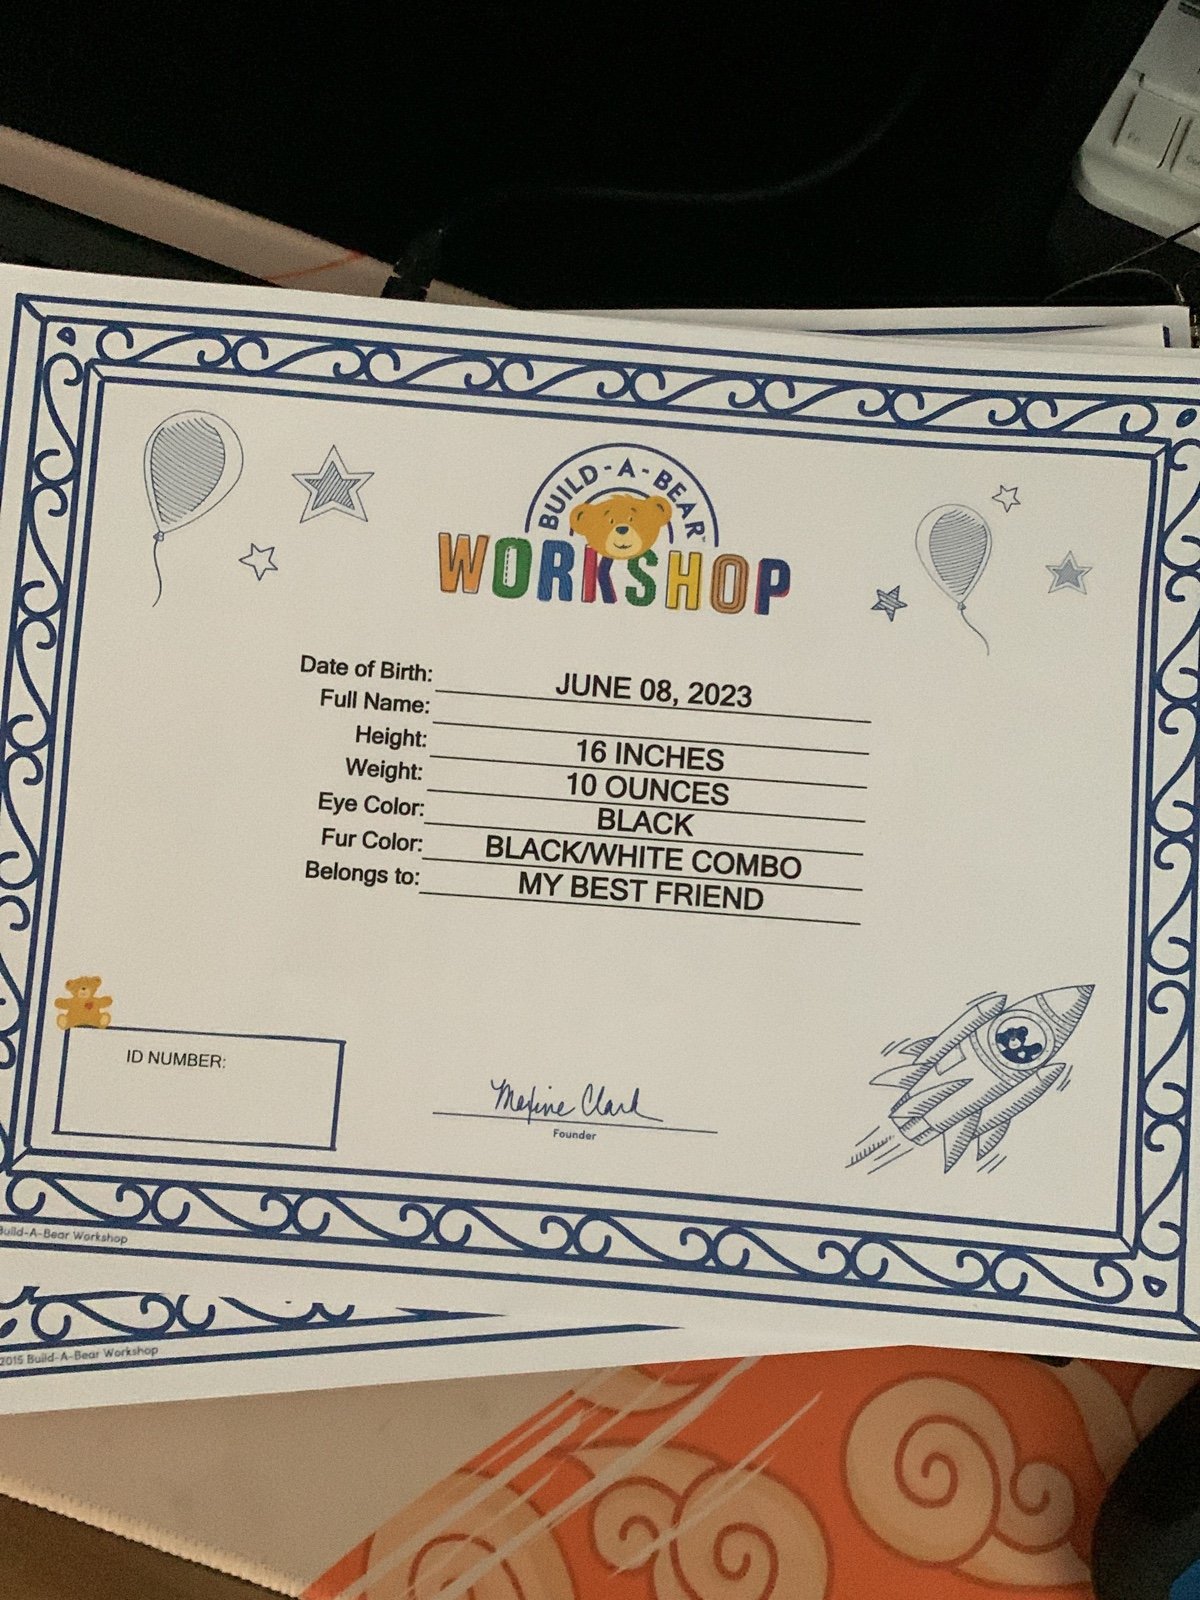 BUILD-A-BEAR
WORKSHOP
Date of Birth: JUNE 08, 2023
Full Name:
Height: 16 INCHES
Weight: 10 OUNCES
Eye Color: BLACK
Fur Color: BLACK/WHITE COMBO
Belongs to: MY BEST FRIEND
ID NUMBER:
Maxine Clark
Founder
Build-A-Bear Workshop
2015 Build-A-Bear Workshop